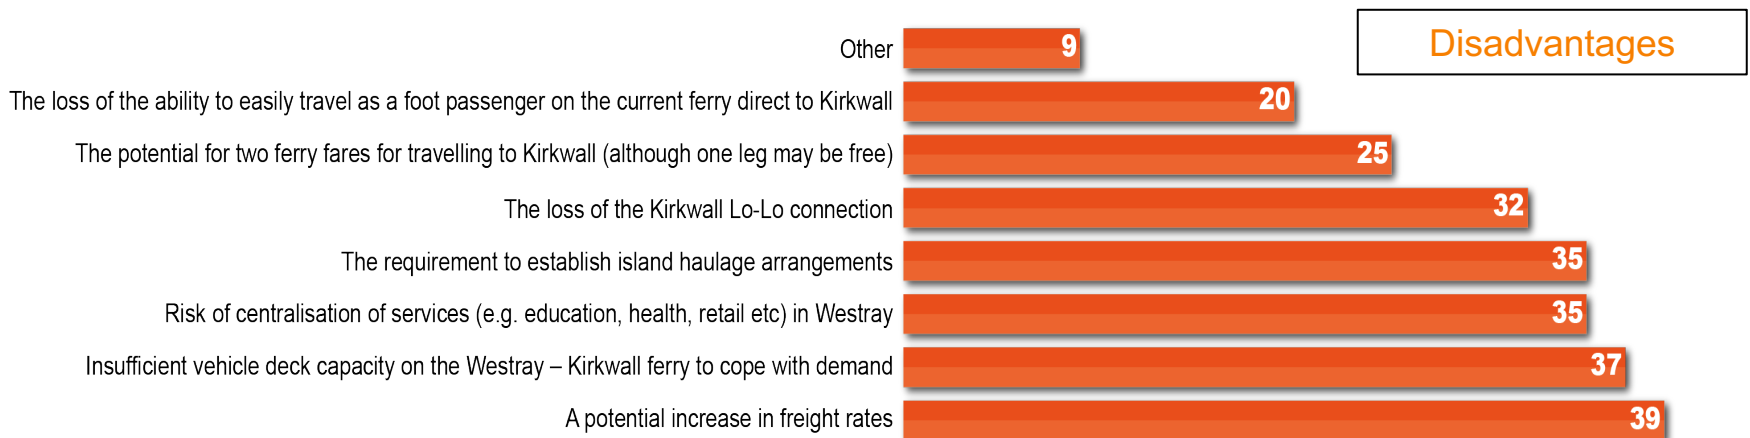 Disadvantages
Other 9
The loss of the ability to easily travel as a foot passenger on the current ferry direct to Kirkwall 20
The potential for two ferry fares for travelling to Kirkwall (although one leg may be free) 25
The loss of the Kirkwall Lo-Lo connection 32
The requirement to establish island haulage arrangements 35
Risk of centralisation of services (e.g. education, health, retail etc) in Westray 35
Insufficient vehicle deck capacity on the Westray – Kirkwall ferry to cope with demand 37
A potential increase in freight rates 39